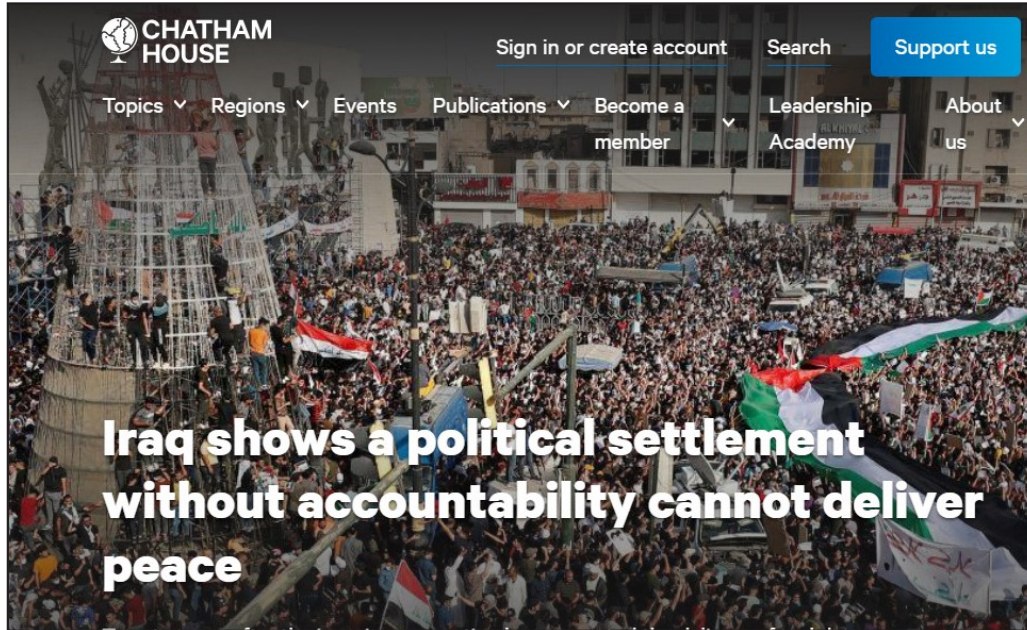 CHATHAM
HOUSE
Sign in or create account
Search
Support us
Topics
Regions
Events
Publications
Become a
member
Leadership
Academy
About
us
Iraq shows a political settlement
without accountability cannot deliver
peace